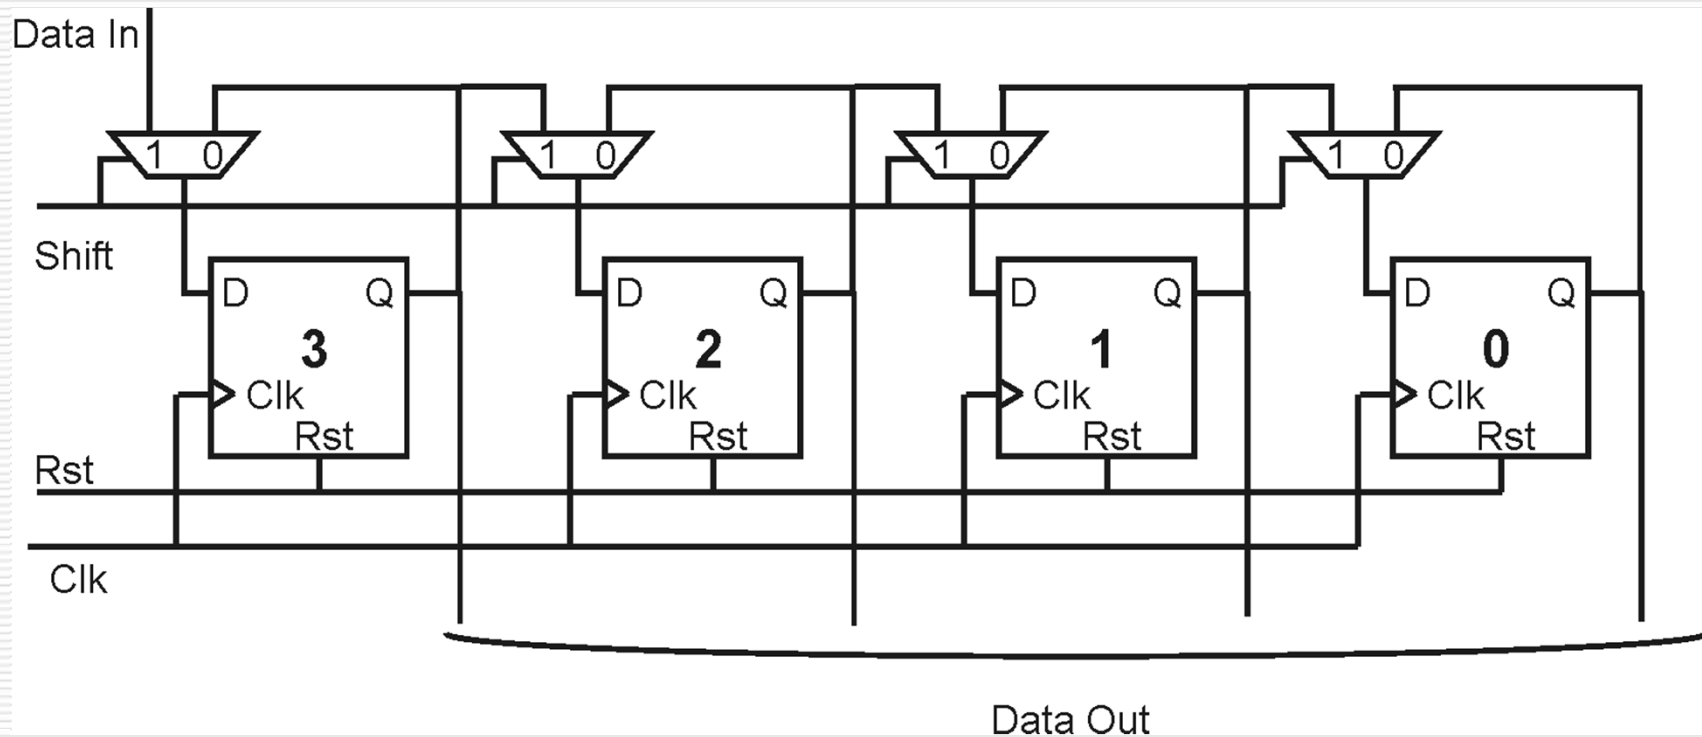 Data In
1 0 1 0 1 0 1 0
Shift
D Q D Q D Q D Q
3 2 1 0
Clk Clk Clk Clk
Rst Rst Rst Rst
Rst
Clk
Data Out